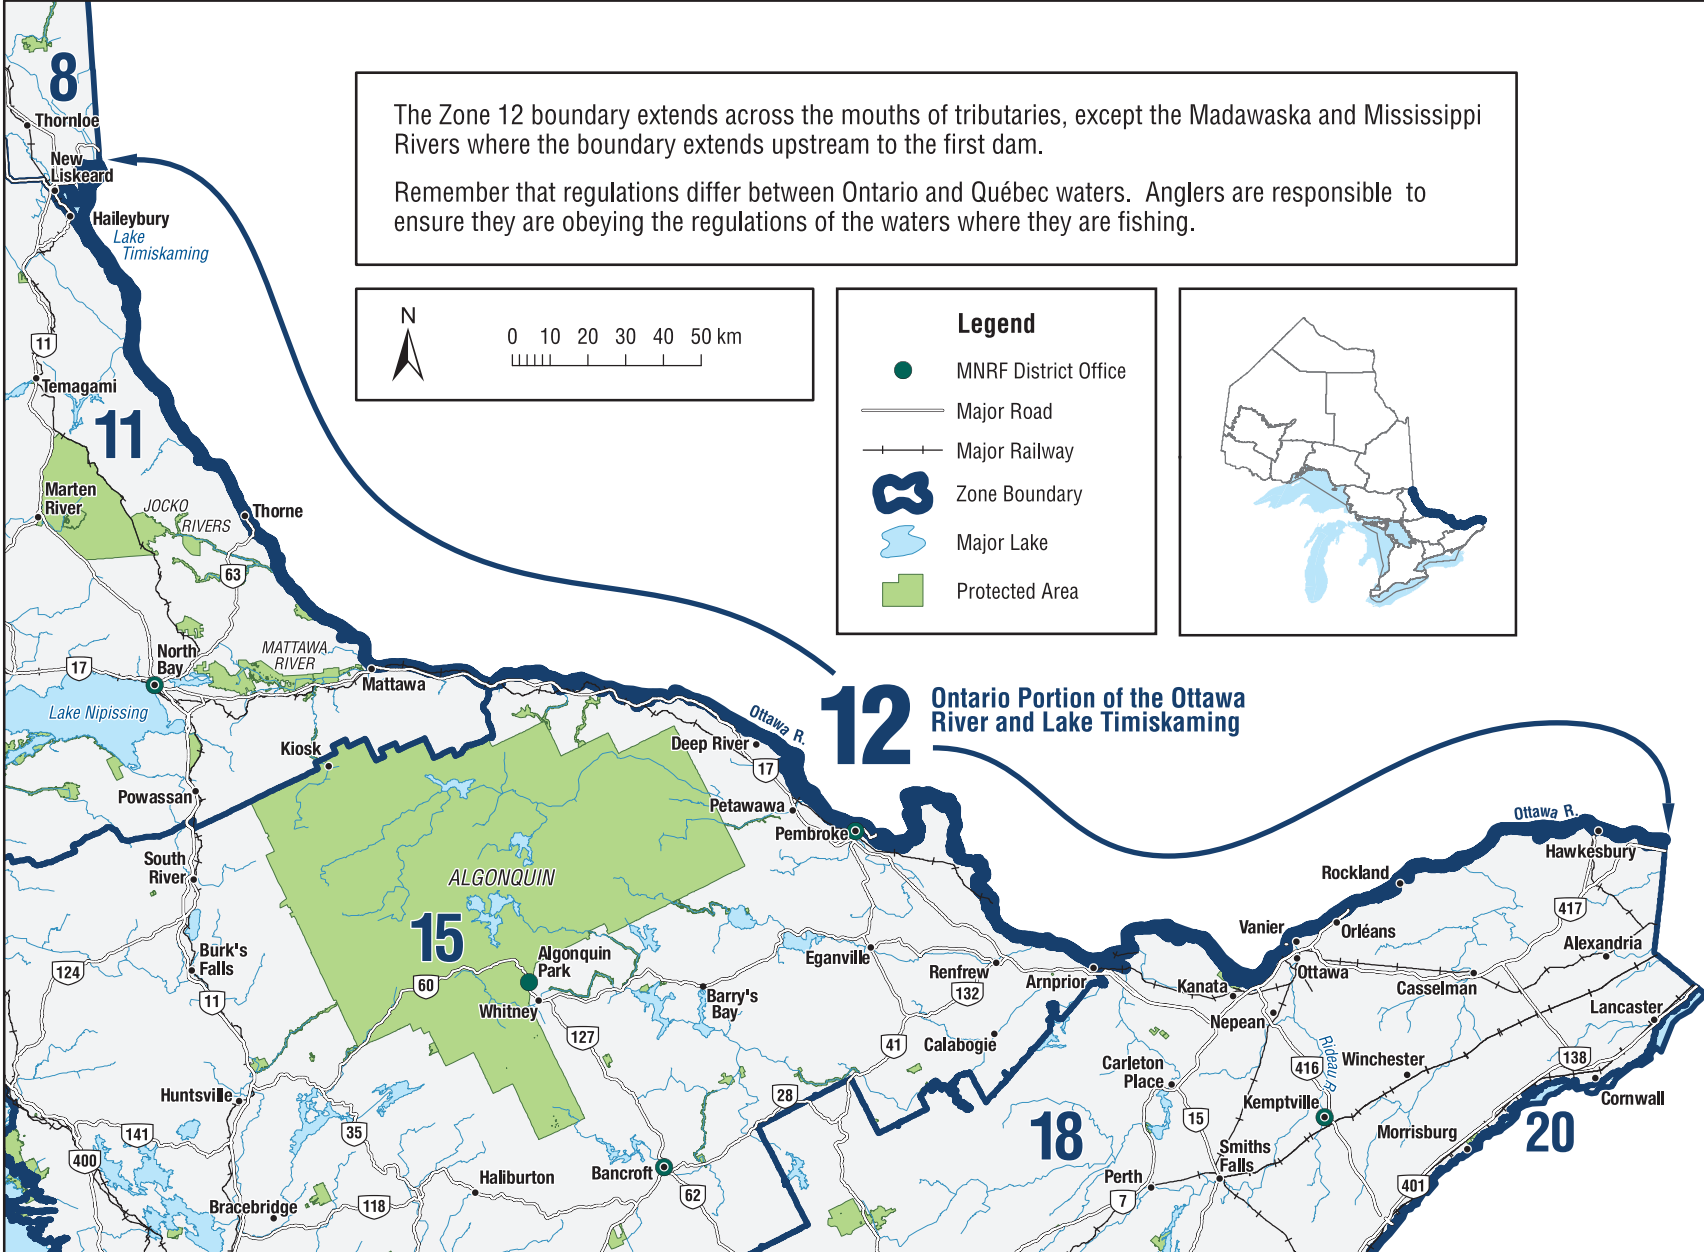 The Zone 12 boundary extends across the mouths of tributaries, except the Madawaska and Mississippi
Rivers where the boundary extends upstream to the first dam.
Remember that regulations differ between Ontario and Québec waters. Anglers are responsible to
ensure they are obeying the regulations of the waters where they are fishing.
N
0 10 20 30 40 50 km
Legend
MNRF District Office
Major Road
Major Railway
Zone Boundary
Major Lake
Protected Area
8
Thornloe
New
Liskeard
Haileybury
Lake
Timiskaming
11
Temagami
11
Marten
River
JOCKO
RIVERS
Thorne
63
North
Bay
MATTAWA
RIVER
17
Mattawa
Lake Nipissing
12
Ontario Portion of the Ottawa
River and Lake Timiskaming
Ottawa R.
Kiosk
Deep River
17
Powassan
Petawawa
Pembroke
Ottawa R.
Hawkesbury
South
River
ALGONQUIN
Rockland
417
15
Vanier
Orléans
Alexandria
Burk's
Falls
Algonquin
Park
Eganville
Renfrew
132
Arnprior
Ottawa
Casselman
124
60
Kanata
11
Whitney
Barry's
Bay
Nepean
Lancaster
127
41
Calabogie
Rideau R.
Winchester
138
Carleton
Place
416
Huntsville
28
Kemptville
Cornwall
141
35
18
15
Morrisburg
20
400
Smiths
Falls
Bancroft
Haliburton
Perth
401
62
7
Bracebridge
118